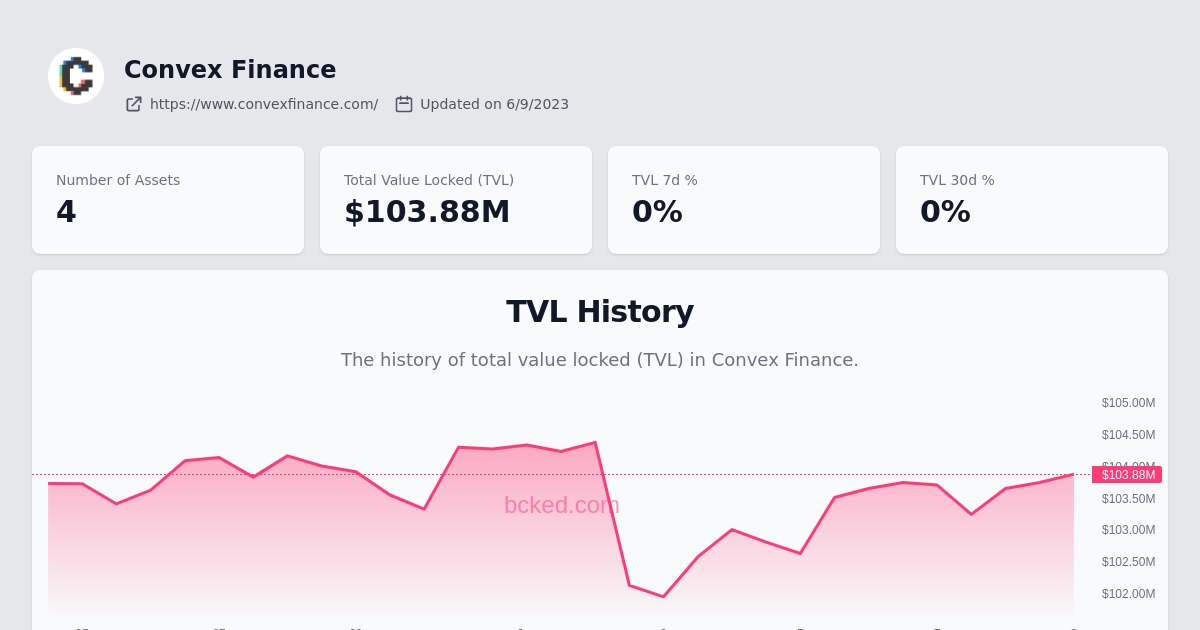 Convex Finance
https://www.convexfinance.com/ Updated on 6/9/2023
Number of Assets
4
Total Value Locked (TVL)
$103.88M
TVL 7d %
0%
TVL 30d %
0%
TVL History
The history of total value locked (TVL) in Convex Finance.
$105.00M
$104.50M
$103.88M
$103.50M
$103.00M
$102.50M
$102.00M
bcked.com